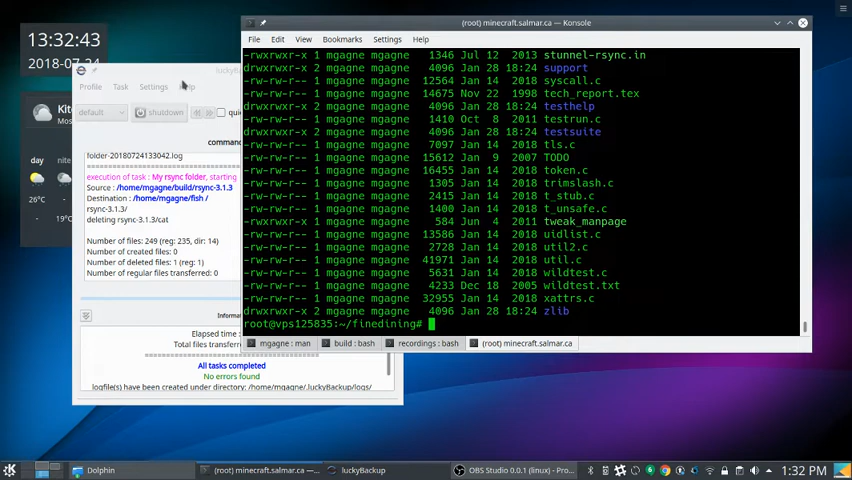 13:32:43
2018-07-24
Kitc
day
nite
26°C
19°
luckyBa
Profile
Task
Settings
Help
default
shutdown
quie
comman
folder-20180724133042.log
execution of task : My rsync folder, starting
Source : /home/mgagne/build/rsync-3.1.3
Destination : /home/mgagne/fish /
rsync-3.1.3/
deleting rsync-3.1.3/cat
Number of files: 249 (reg: 235, dir: 14)
Number of created files: 0
Number of deleted files: 1 (reg: 1)
Number of regular files transferred: 0
Informat
Elapsed time :
Total files transferr
All tasks completed
No errors found
logfile(s) have been created under directory: /home/mgagne/.luckyBackup/logs/
(root) minecraft.salmar.ca — Konsole
File Edit View Bookmarks Settings Help
-rwxrwxr-x 1 mgagne mgagne 1346 Jul 12 2013 stunnel-rsync.in
drwxrwxr-x 2 mgagne mgagne 4096 Jan 28 18:24 support
-rw-rw-r-- 1 mgagne mgagne 12564 Jan 14 2018 syscall.c
-rw-rw-r-- 1 mgagne mgagne 14675 Nov 22 1998 tech_report.tex
drwxrwxr-x 2 mgagne mgagne 4096 Jan 28 18:24 testhelp
-rw-rw-r-- 1 mgagne mgagne 1410 Oct 8 2011 testrun.c
drwxrwxr-x 2 mgagne mgagne 4096 Jan 28 18:24 testsuite
-rw-rw-r-- 1 mgagne mgagne 7097 Jan 14 2018 tls.c
-rw-rw-r-- 1 mgagne mgagne 15612 Jan 9 2007 TODO
-rw-rw-r-- 1 mgagne mgagne 16455 Jan 14 2018 token.c
-rw-rw-r-- 1 mgagne mgagne 1305 Jan 14 2018 trimslash.c
-rw-rw-r-- 1 mgagne mgagne 2415 Jan 14 2018 t_stub.c
-rw-rw-r-- 1 mgagne mgagne 1400 Jan 14 2018 t_unsafe.c
-rwxrwxr-x 1 mgagne mgagne 584 Jun 4 2011 tweak_manpage
-rw-rw-r-- 1 mgagne mgagne 13586 Jan 14 2018 uidlist.c
-rw-rw-r-- 1 mgagne mgagne 2728 Jan 14 2018 util2.c
-rw-rw-r-- 1 mgagne mgagne 41971 Jan 14 2018 util.c
-rw-rw-r-- 1 mgagne mgagne 5631 Jan 14 2018 wildtest.c
-rw-rw-r-- 1 mgagne mgagne 4233 Dec 18 2005 wildtest.txt
-rw-rw-r-- 1 mgagne mgagne 32955 Jan 14 2018 xattrs.c
drwxrwxr-x 2 mgagne mgagne 4096 Jan 28 18:24 zlib
root@vps125835:~/finedining#
mgagne : man
build : bash
recordings : bash
(root) minecraft.salmar.ca
Dolphin
(root) minecraft.salmar.ca —...
luckyBackup
OBS Studio 0.0.1 (linux) - Pro...
1:32 PM